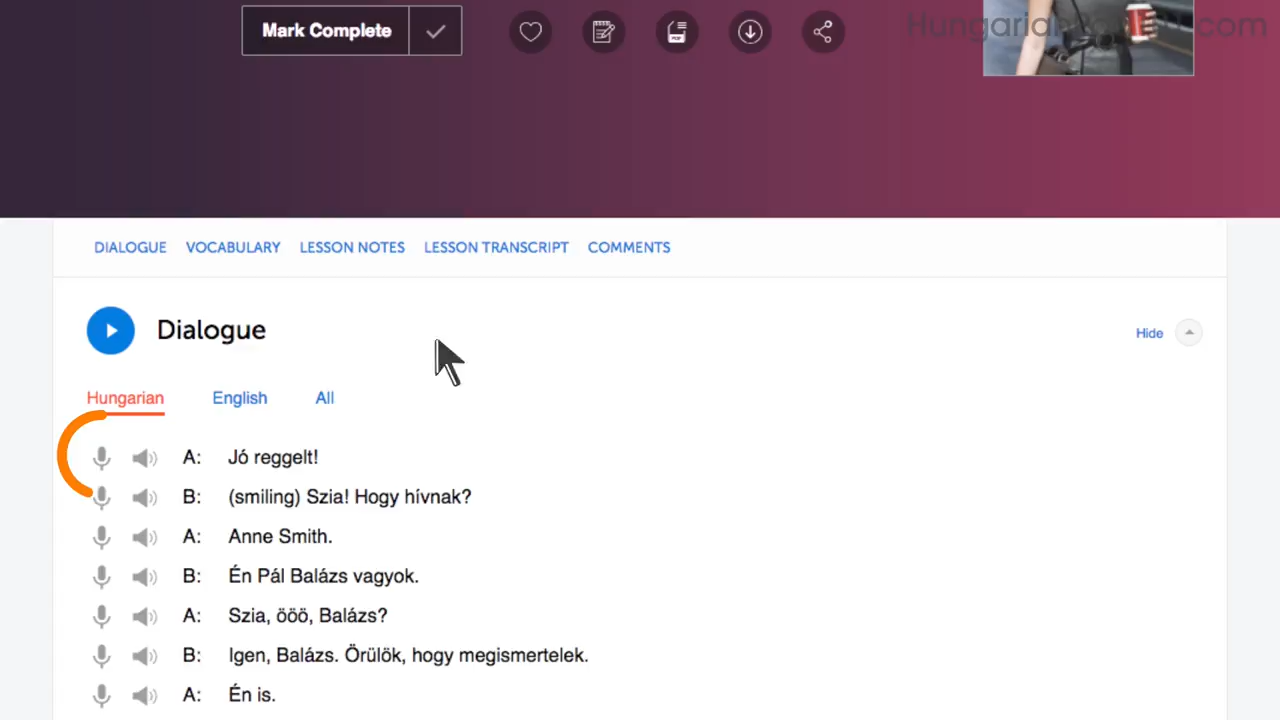 Mark Complete
PDF
DIALOGUE VOCABULARY LESSON NOTES LESSON TRANSCRIPT COMMENTS
Dialogue
Hide
Hungarian English All
A: Jó reggelt!
B: (smiling) Szia! Hogy hívnak?
A: Anne Smith.
B: Én Pál Balázs vagyok.
A: Szia, ööö, Balázs?
B: Igen, Balázs. Örülök, hogy megismertelek.
A: Én is.